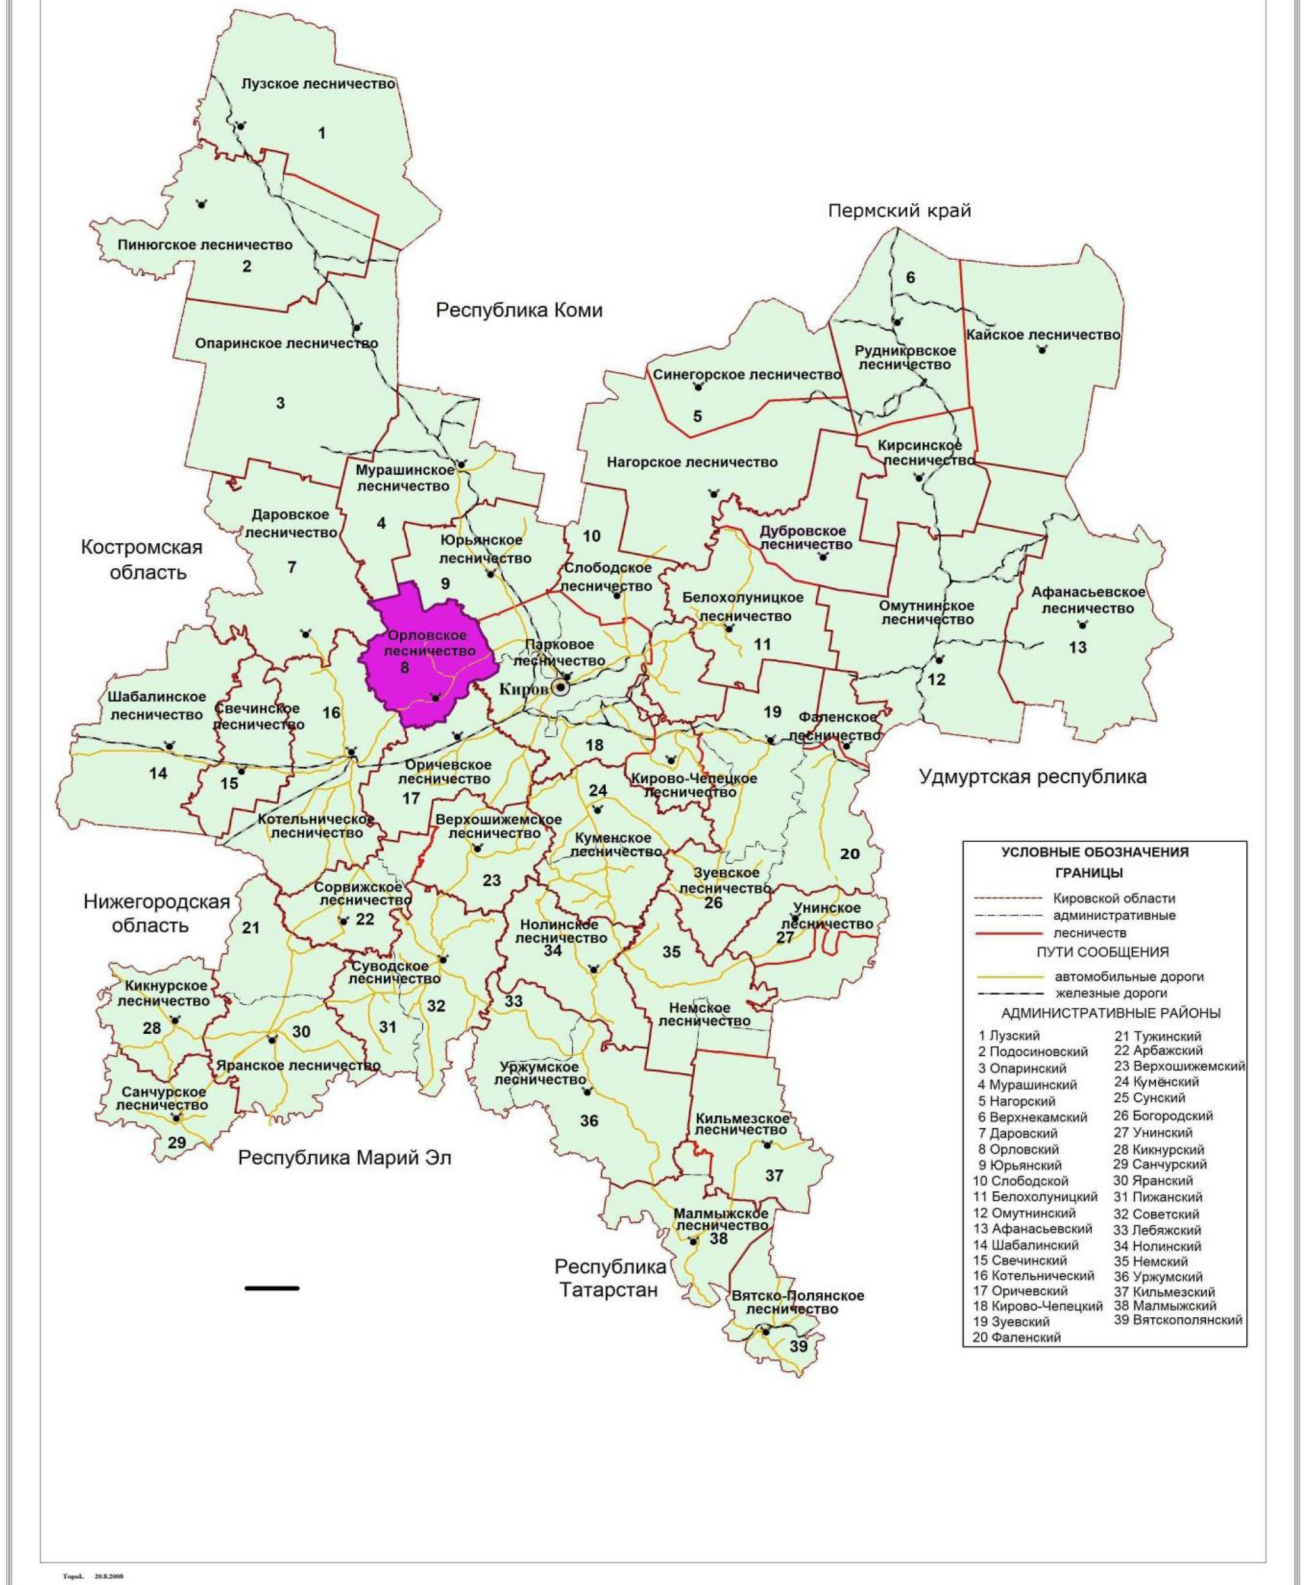 Лузское лесничество
1
Пермский край
Пинюгское лесничество
2
6
Республика Коми
Опаринское лесничество
Кайское лесничество
Рудниковское
лесничество
Синегорское лесничество
3
5
Кирсинское
лесничество
Нагорское лесничество
Мурашинское
лесничество
Даровское
лесничество
4
10
Дубровское
лесничество
Юрьянское
лесничество
Костромская
область
7
9
Слободское
лесничество
Белохолуницкое
лесничество
Омутнинское
лесничество
Афанасьевское
лесничество
Орловское
лесничество
8
Парковое
лесничество
11
13
12
Киров
Шабалинское
лесничество
Свечинское
лесничество
16
19
Фаленское
лесничество
18
14
15
Оричевское
лесничество
17
Кирово-Чепецкое
лесничество
Удмуртская республика
24
Котельническое
лесничество
Верхошижемское
лесничество
Куменское
лесничество
20
23
Зуевское
лесничество
26
Сорвижское
лесничество
22
Нижегородская
область
21
Унинское
лесничество
27
Нолинское
лесничество
34
35
Суводское
лесничество
Кикнурское
лесничество
28
32
33
31
30
Немское
лесничество
Яранское лесничество
Уржумское
лесничество
Санчурское
лесничество
29
36
Кильмезское
лесничество
37
Республика Марий Эл
Малмыжское
лесничество
38
Республика
Татарстан
Вятско-Полянское
лесничество
39
УСЛОВНЫЕ ОБОЗНАЧЕНИЯ
ГРАНИЦЫ
Кировской области
административные
лесничеств
ПУТИ СООБЩЕНИЯ
автомобильные дороги
железные дороги
АДМИНИСТРАТИВНЫЕ РАЙОНЫ
1 Лузский
2 Подосиновский
3 Опаринский
4 Мурашинский
5 Нагорский
6 Верхнекамский
7 Даровский
8 Орловский
9 Юрьянский
10 Слободской
11 Белохолуницкий
12 Омутнинский
13 Афанасьевский
14 Шабалинский
15 Свечинский
16 Котельнический
17 Оричевский
18 Кирово-Чепецкий
19 Зуевский
20 Фаленский
21 Тужинский
22 Арбажский
23 Верхошижемский
24 Кумёнский
25 Сунский
26 Богородский
27 Унинский
28 Кикнурский
29 Санчурский
30 Яранский
31 Пижанский
32 Советский
33 Лебяжский
34 Нолинский
35 Немский
36 Уржумский
37 Кильмезский
38 Малмыжский
39 Вятскополянский
TopoL 20.8.2008